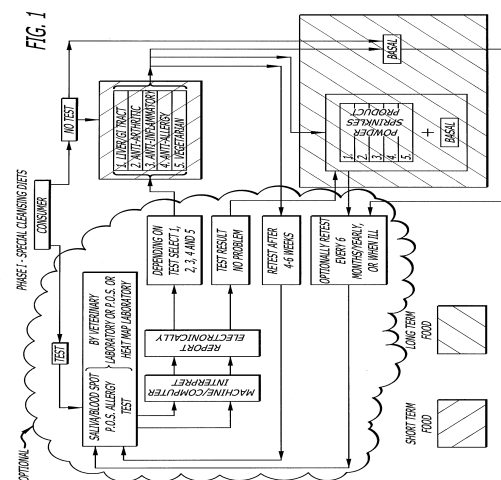 FIG. 1
PHASE 1 - SPECIAL CLEANSING DIETS
CONSUMER
TEST
NO TEST
OPTIONAL
SALIVA/BLOOD SPOT
P.O.S. ALLERGY
TEST
BY VETERINARY
LABORATORY OR P.O.S. OR
HEAT MAP LABORATORY
MACHINE/COMPUTER
INTERPRET
REPORT
ELECTRONICALLY
DEPENDING ON
TEST SELECT 1,
2, 3, 4 AND 5
TEST RESULT
NO PROBLEM
RETEST AFTER
4-6 WEEKS
OPTIONALLY RETEST
EVERY 6
MONTHS/YEARLY,
OR WHEN ILL
1. LIVER/GI TRACT
2. ANTI-ARTHRITIC
3. ANTI-INFLAMMATORY
4. ANTI-ALLERGY
5. VEGETARIAN
POWDER
SPRINKLES
PRODUCT
1.
2.
3.
4.
5.
+
BASAL
BASAL
SHORT TERM
FOOD
LONG TERM
FOOD